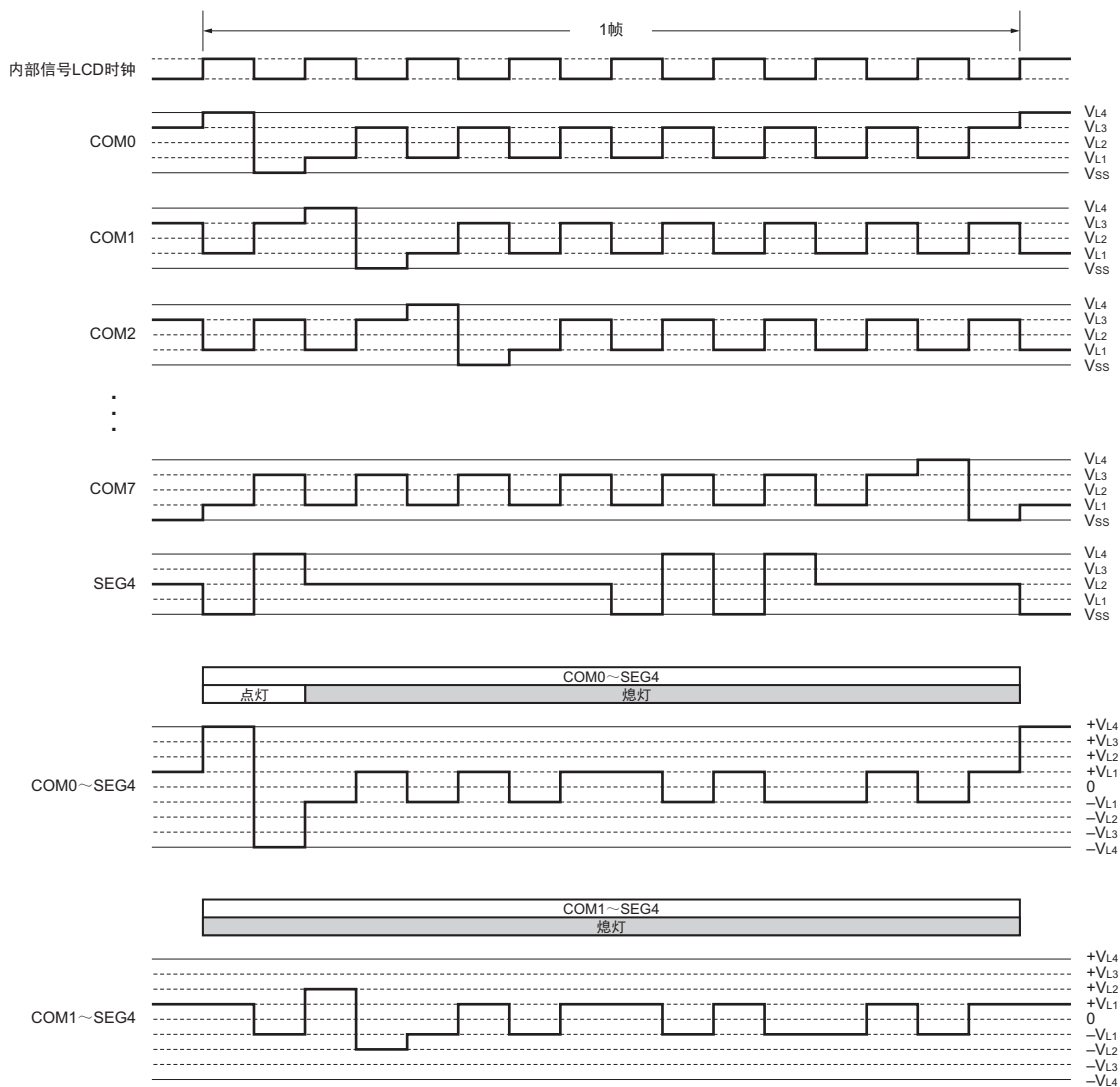 1帧
内部信号LCD时钟
COM0
VL4
VL3
VL2
VL1
VSS
COM1
VL4
VL3
VL2
VL1
VSS
COM2
VL4
VL3
VL2
VL1
VSS
COM7
VL4
VL3
VL2
VL1
VSS
SEG4
VL4
VL3
VL2
VL1
VSS
COM0～SEG4
点灯 熄灯
COM0～SEG4
+VL4
+VL3
+VL2
+VL1
0
–VL1
–VL2
–VL3
–VL4
COM1～SEG4
熄灯
COM1～SEG4
+VL4
+VL3
+VL2
+VL1
0
–VL1
–VL2
–VL3
–VL4